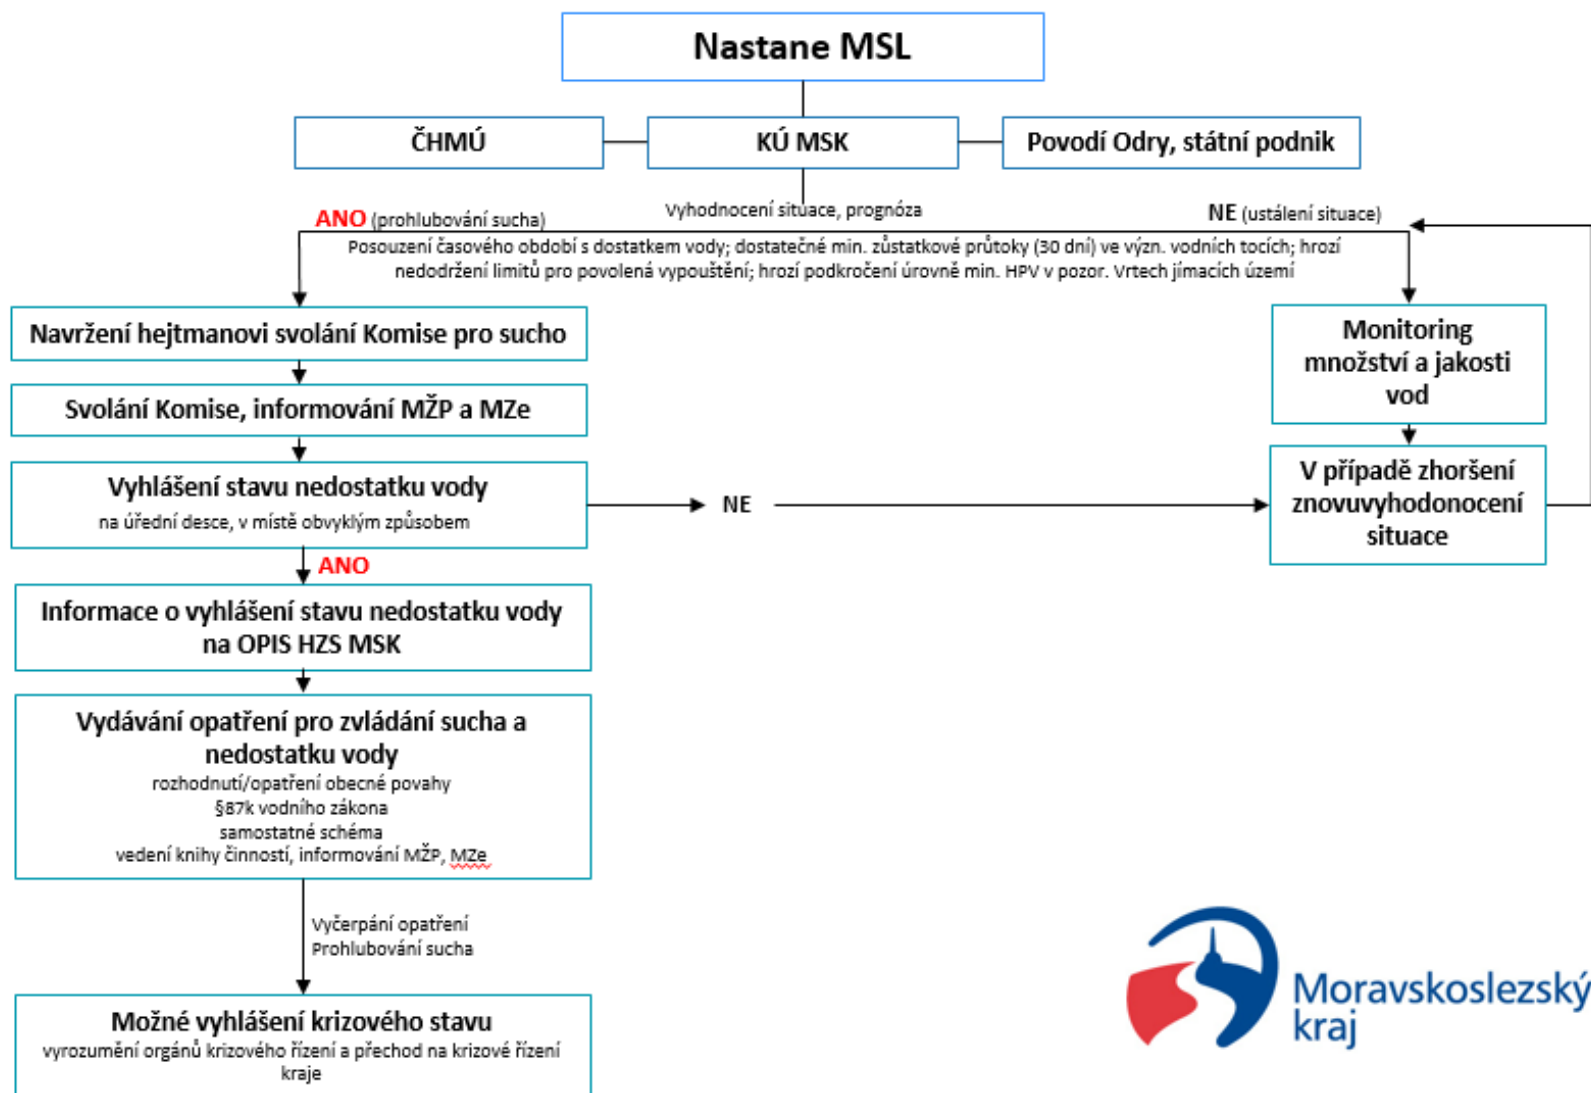 Nastane MSL
ČHMÚ
KÚ MSK
Povodí Odry, státní podnik
Vyhodnocení situace, prognóza
ANO (prohlubování sucha)
NE (ustálení situace)
Posouzení časového období s dostatkem vody; dostatečné min. zůstatkové průtoky (30 dní) ve význ. vodních tocích; hrozí
nedodržení limitů pro povolená vypouštění; hrozí podkročení úrovně min. HPV v pozor. Vrtech jímacích území
Navržení hejtmanovi svolání Komise pro sucho
Svolání Komise, informování MŽP a MZe
Vyhlášení stavu nedostatku vody
na úřední desce, v místě obvyklým způsobem
NE
ANO
Informace o vyhlášení stavu nedostatku vody
na OPIS HZS MSK
Vydávání opatření pro zvládání sucha a
nedostatku vody
rozhodnutí/opatření obecné povahy
§87k vodního zákona
samostatné schéma
vedení knihy činností, informování MŽP, MZe
Vyčerpání opatření
Prohlubování sucha
Možné vyhlášení krizového stavu
vyrozumění orgánů krizového řízení a přechod na krizové řízení
kraje
Monitoring
množství a jakosti
vod
V případě zhoršení
znovuvyhodonocení
situace
Moravskoslezský
kraj